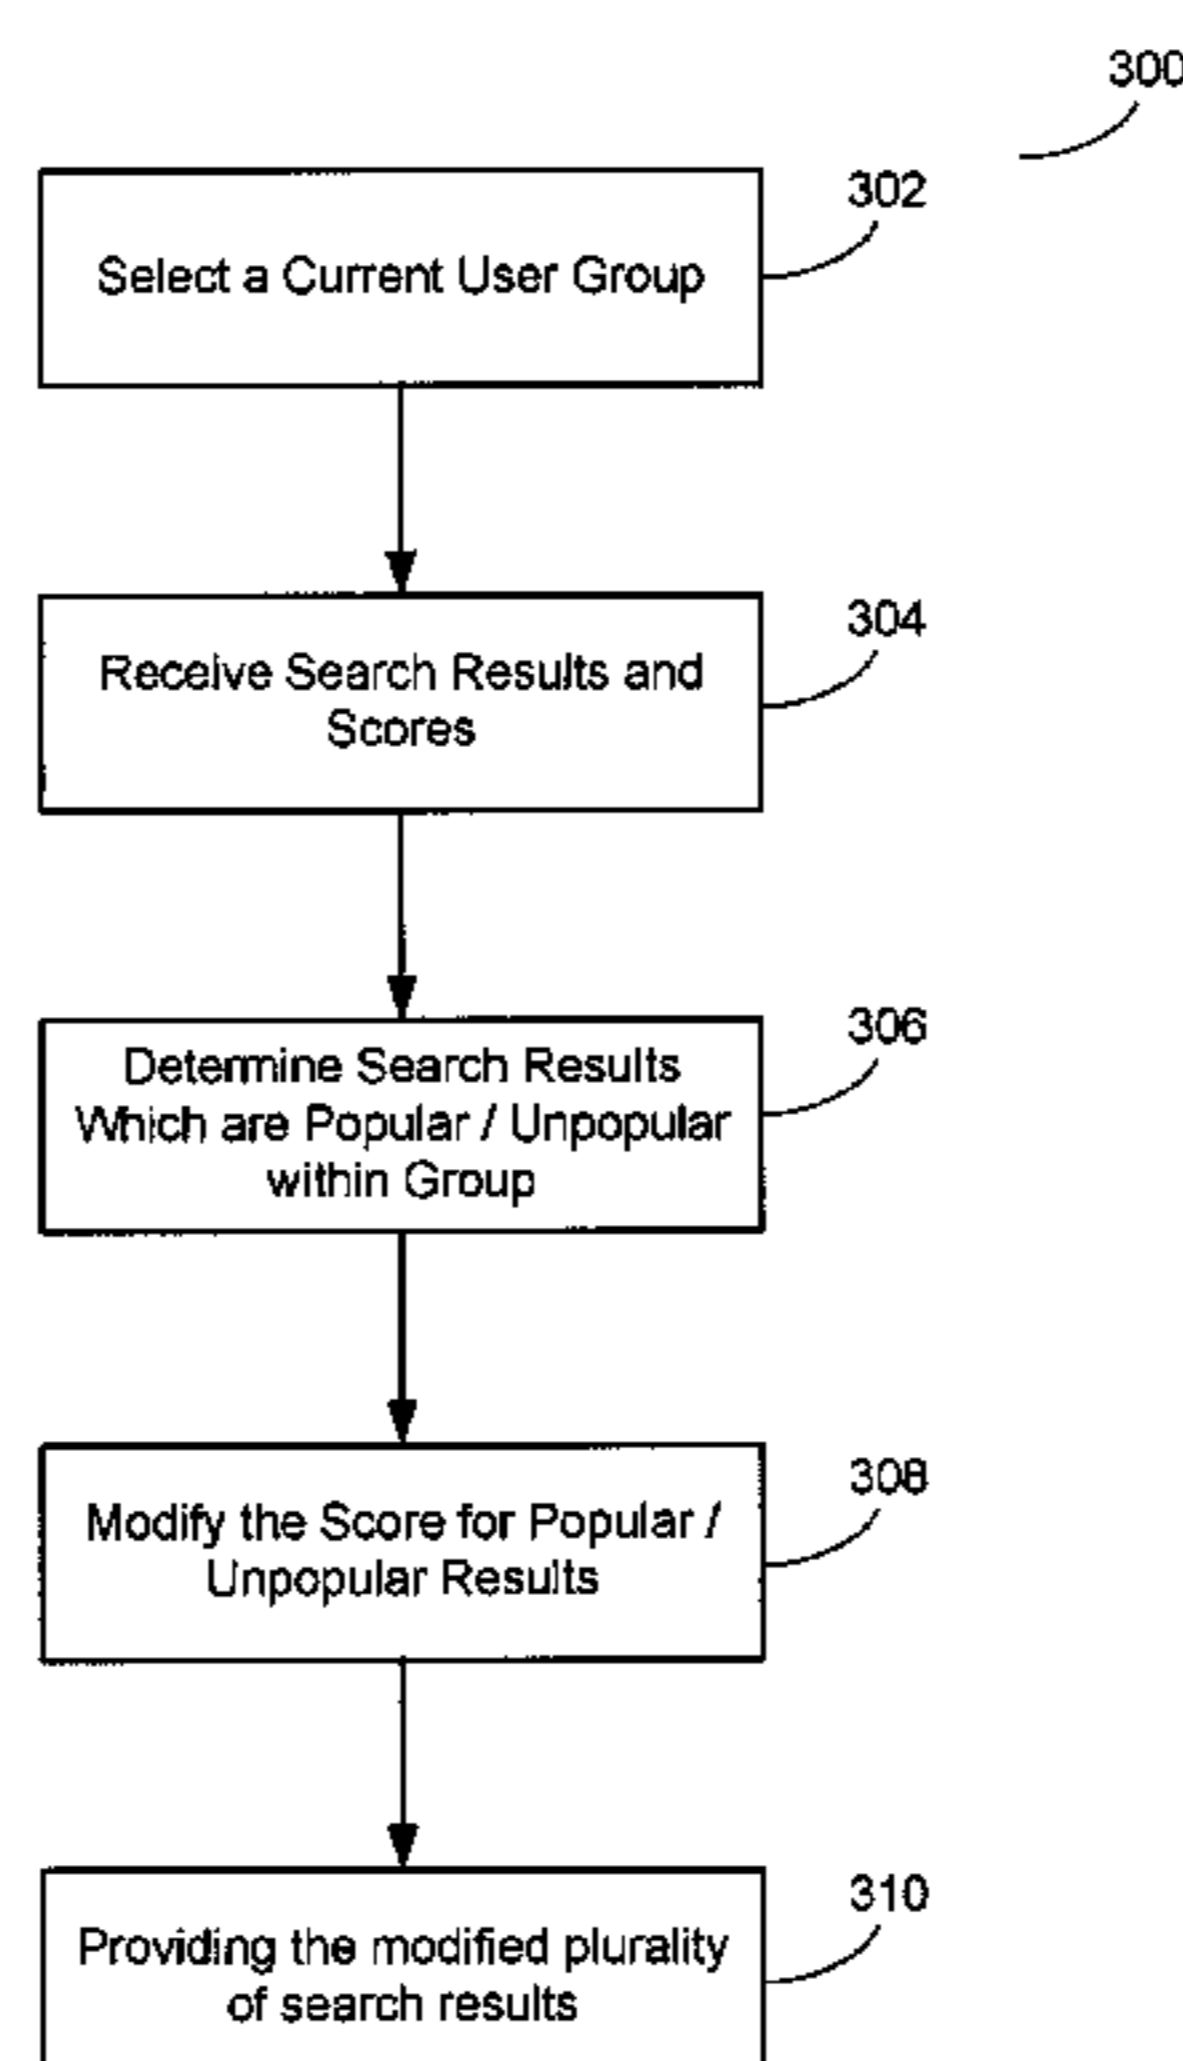 300
302
Select a Current User Group
304
Receive Search Results and
Scores
306
Determine Search Results
Which are Popular / Unpopular
within Group
308
Modify the Score for Popular /
Unpopular Results
310
Providing the modified plurality
of search results